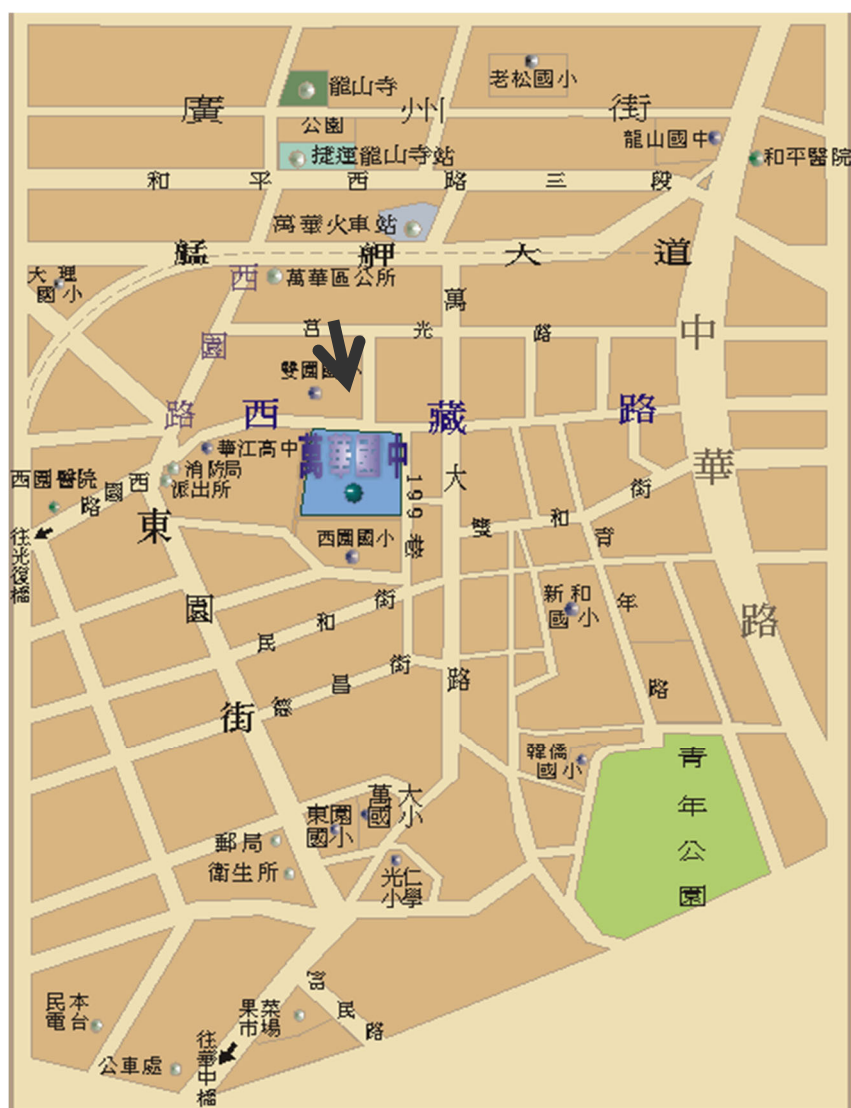 老松國小
龍山寺
廣州街
公園
龍山國中
捷運龍山寺站
和平醫院
和平西路三段
萬華火車站
艋舺大道
大理
國小
萬華區公所
西園路
莒光路
中華路
雙園國小
西藏路
萬大路
華江高中
萬華國中
消防局
派出所
西園醫院
西園路
往光復橋
199巷
東園街
西園國小
雙和街
青年路
新和
國小
民和街
德昌街
韓僑
國小
青年公園
萬大
國小
東園
國小
郵局
衛生所
光仁
小學
民本
電台
果菜
市場
館民路
公車處
往華中橋